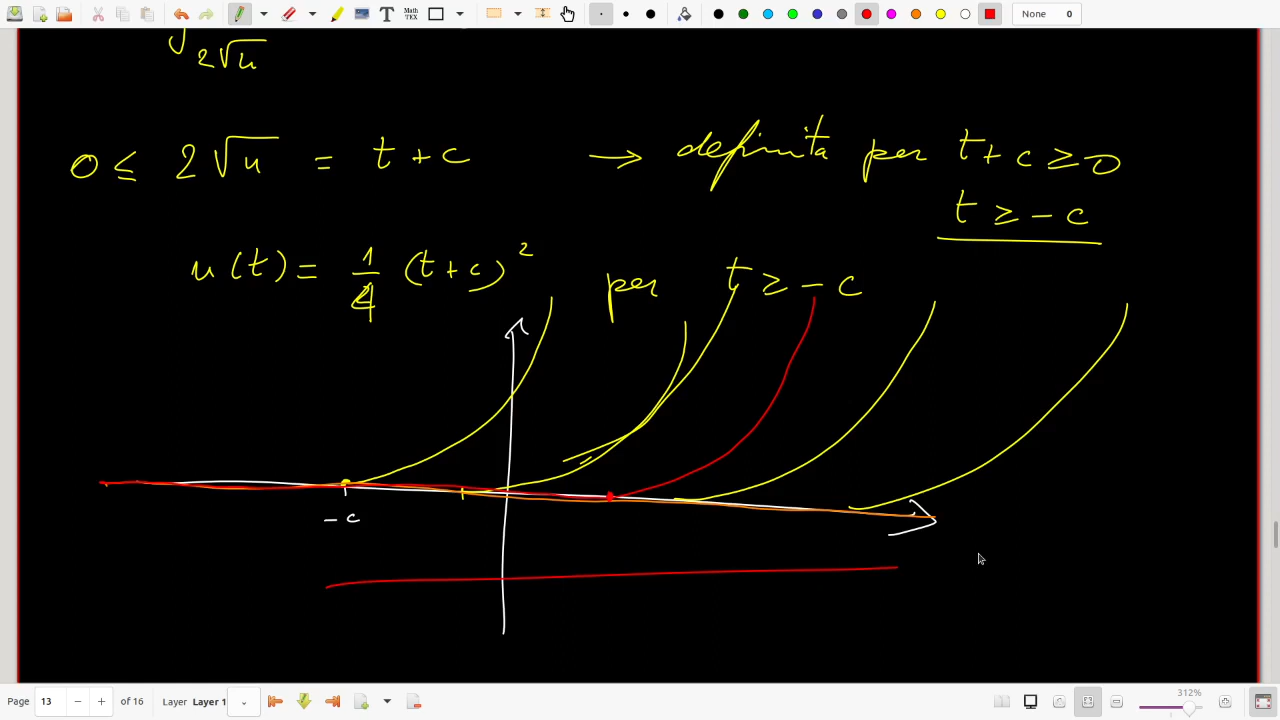 None 0
∫ 2√u
0 ≤ 2√u = t + c → definita per t + c ≥ 0
t ≥ - c
u(t) = 1/4 (t + c)² per t ≥ - c
- c
Page 13 - + of 16 Layer Layer 1 312%